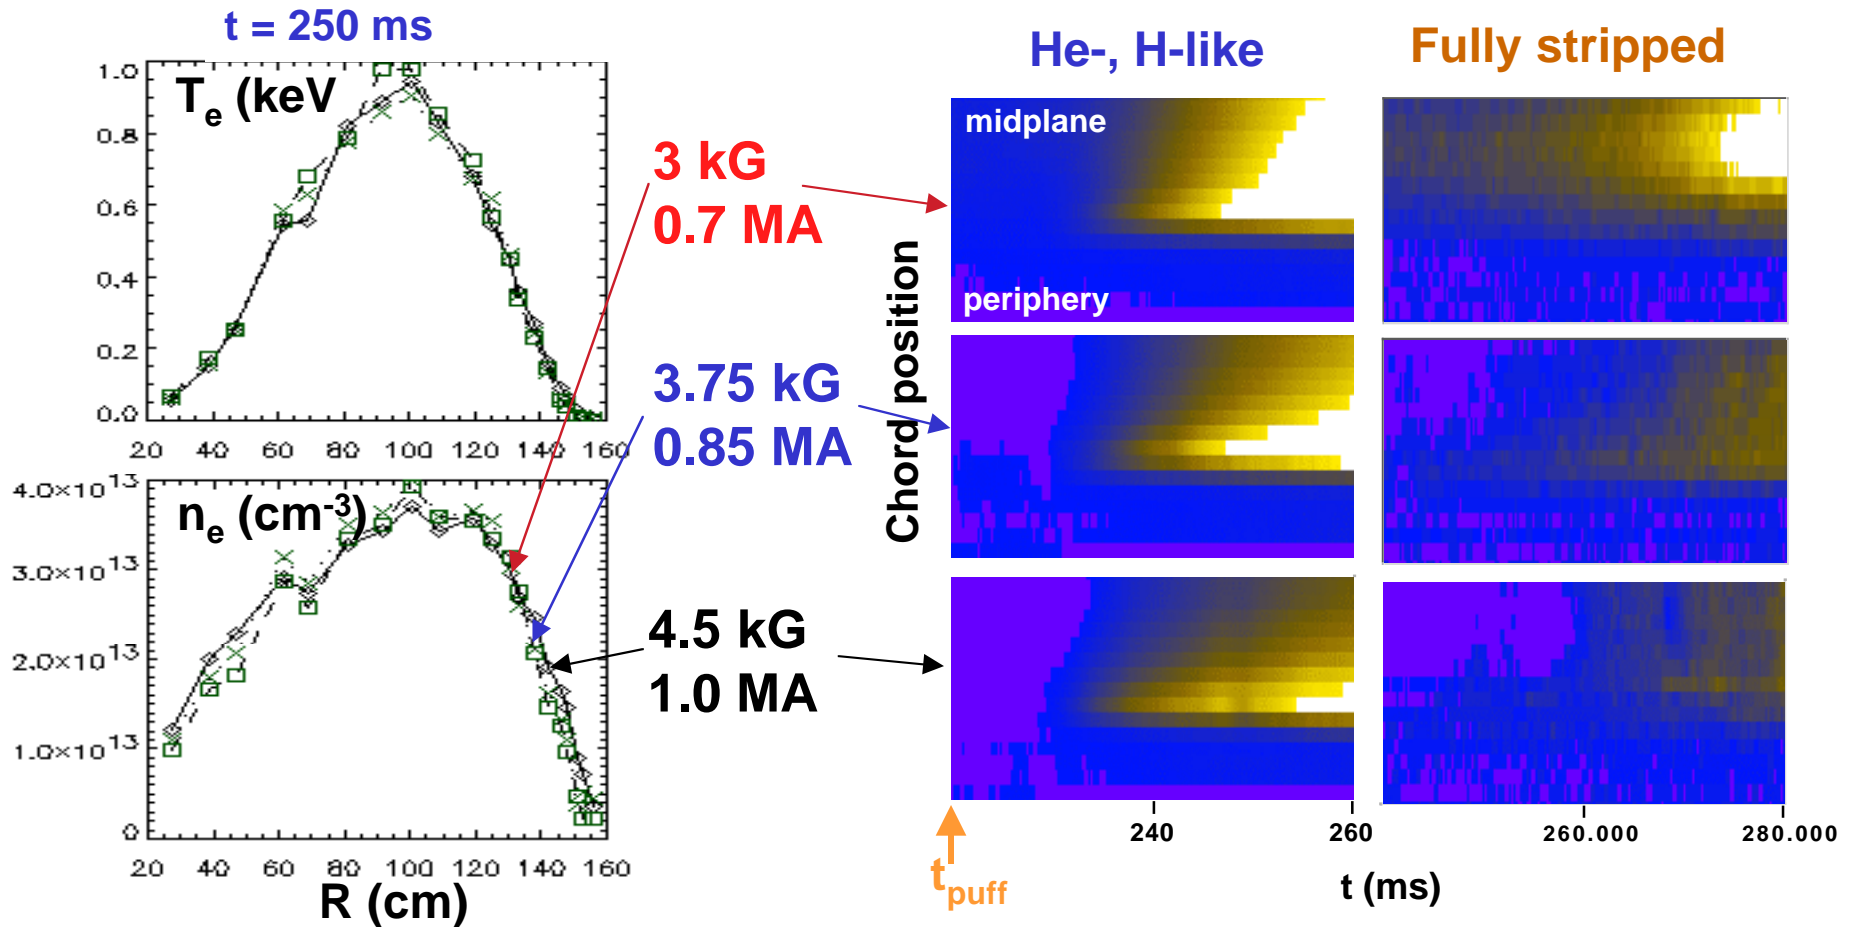 t = 250 ms
He-, H-like
Fully stripped
T_e (keV
1.0
0.8
0.6
0.4
0.2
0.0
20 40 60 80 100 120 140 160
n_e (cm^-3)
4.0×10^13
3.0×10^13
2.0×10^13
1.0×10^13
0
20 40 60 80 100 120 140 160
R (cm)
3 kG
0.7 MA
3.75 kG
0.85 MA
4.5 kG
1.0 MA
Chord position
midplane
periphery
240 260
260.000 280.000
t_puff
t (ms)